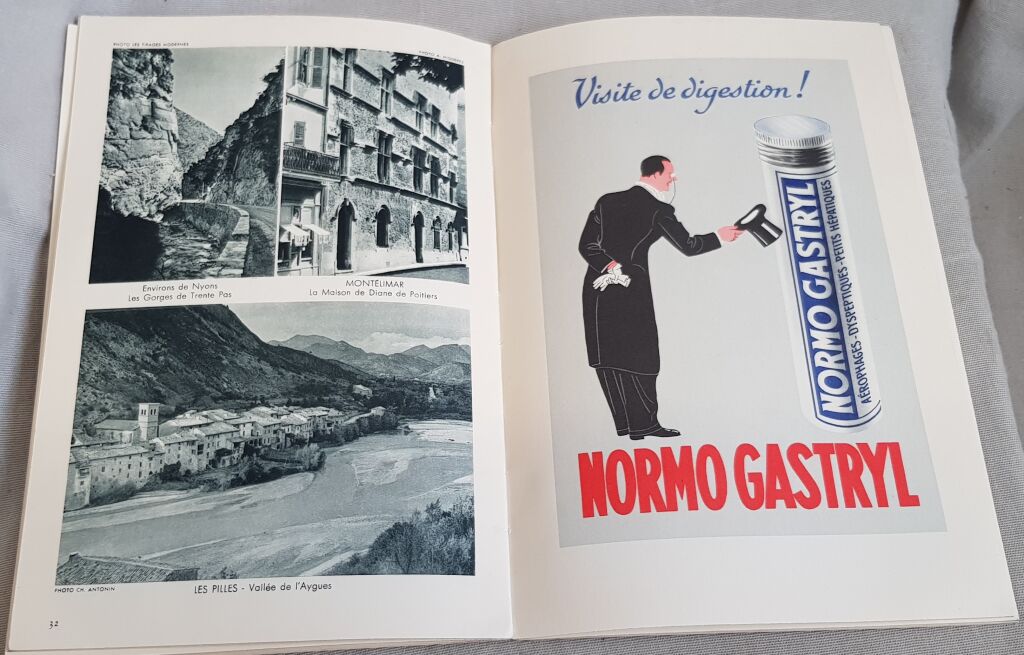 PHOTO LES TIRAGES MODERNES
PHOTO A.
Environs de Nyons
Les Gorges de Trente Pas
MONTÉLIMAR
La Maison de Diane de Poitiers
PHOTO CH. ANTONIN
LES PILLES - Vallée de l'Aygues
32
Visite de digestion !
NORMO GASTRYL
AÉROPHAGES-DYSPEPTIQUES-PETITS HÉPATIQUES
NORMO GASTRYL